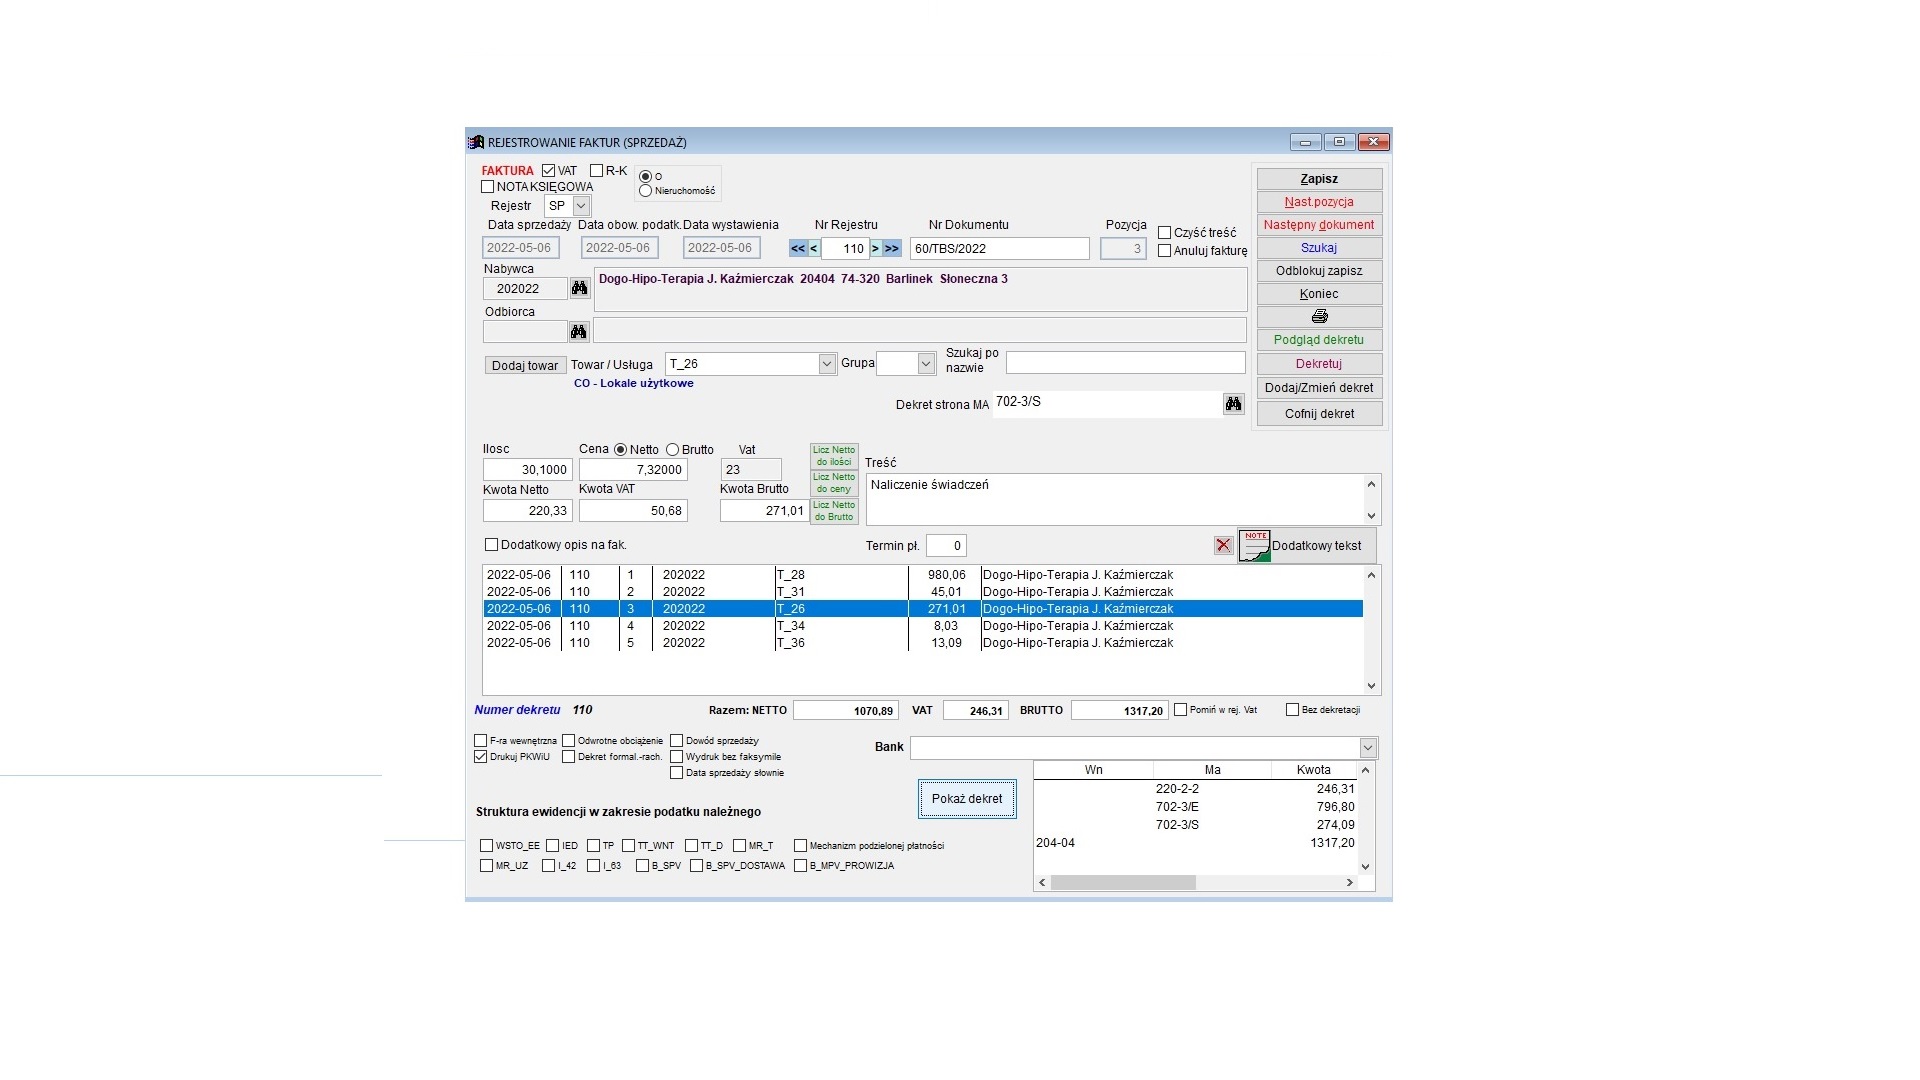 REJESTROWANIE FAKTUR (SPRZEDAŻ)
FAKTURA VAT R-K O
NOTA KSIĘGOWA Nieruchomość
Rejestr SP
Data sprzedaży Data obow. podatk. Data wystawienia Nr Rejestru Nr Dokumentu Pozycja Czyść treść
2022-05-06 2022-05-06 2022-05-06 << < 110 > >> 60/TBS/2022 3 Anuluj fakturę
Nabywca
202022 Dogo-Hipo-Terapia J. Kaźmierczak 20404 74-320 Barlinek Słoneczna 3
Odbiorca
Dodaj towar Towar / Usługa T_26 Grupa Szukaj po nazwie
CO - Lokale użytkowe
Dekret strona MA 702-3/S
Zapisz
Nast.pozycja
Następny dokument
Szukaj
Odblokuj zapisz
Koniec
Podgląd dekretu
Dekretuj
Dodaj/Zmień dekret
Cofnij dekret
Ilosc Cena Netto Brutto Vat
30,1000 7,32000 23
Kwota Netto Kwota VAT Kwota Brutto
220,33 50,68 271,01
Licz Netto
do ilości
Licz Netto
do ceny
Licz Netto
do Brutto
Treść
Naliczenie świadczeń
Dodatkowy opis na fak. Termin pł. 0 NOTE Dodatkowy tekst
2022-05-06 110 1 202022 T_28 980,06 Dogo-Hipo-Terapia J. Kaźmierczak
2022-05-06 110 2 202022 T_31 45,01 Dogo-Hipo-Terapia J. Kaźmierczak
2022-05-06 110 3 202022 T_26 271,01 Dogo-Hipo-Terapia J. Kaźmierczak
2022-05-06 110 4 202022 T_34 8,03 Dogo-Hipo-Terapia J. Kaźmierczak
2022-05-06 110 5 202022 T_36 13,09 Dogo-Hipo-Terapia J. Kaźmierczak
Numer dekretu 110 Razem: NETTO 1070,89 VAT 246,31 BRUTTO 1317,20 Pomiń w rej. Vat Bez dekretacji
F-ra wewnętrzna Odwrotne obciążenie Dowód sprzedaży
Drukuj PKWiU Dekret formal.-rach. Wydruk bez faksymile
Data sprzedaży słownie
Bank
Pokaż dekret
Struktura ewidencji w zakresie podatku należnego
WSTO_EE IED TP TT_WNT TT_D MR_T Mechanizm podzielonej płatności
MR_UZ I_42 I_63 B_SPV B_SPV_DOSTAWA B_MPV_PROWIZJA
Wn Ma Kwota
220-2-2 246,31
702-3/E 796,80
702-3/S 274,09
204-04 1317,20